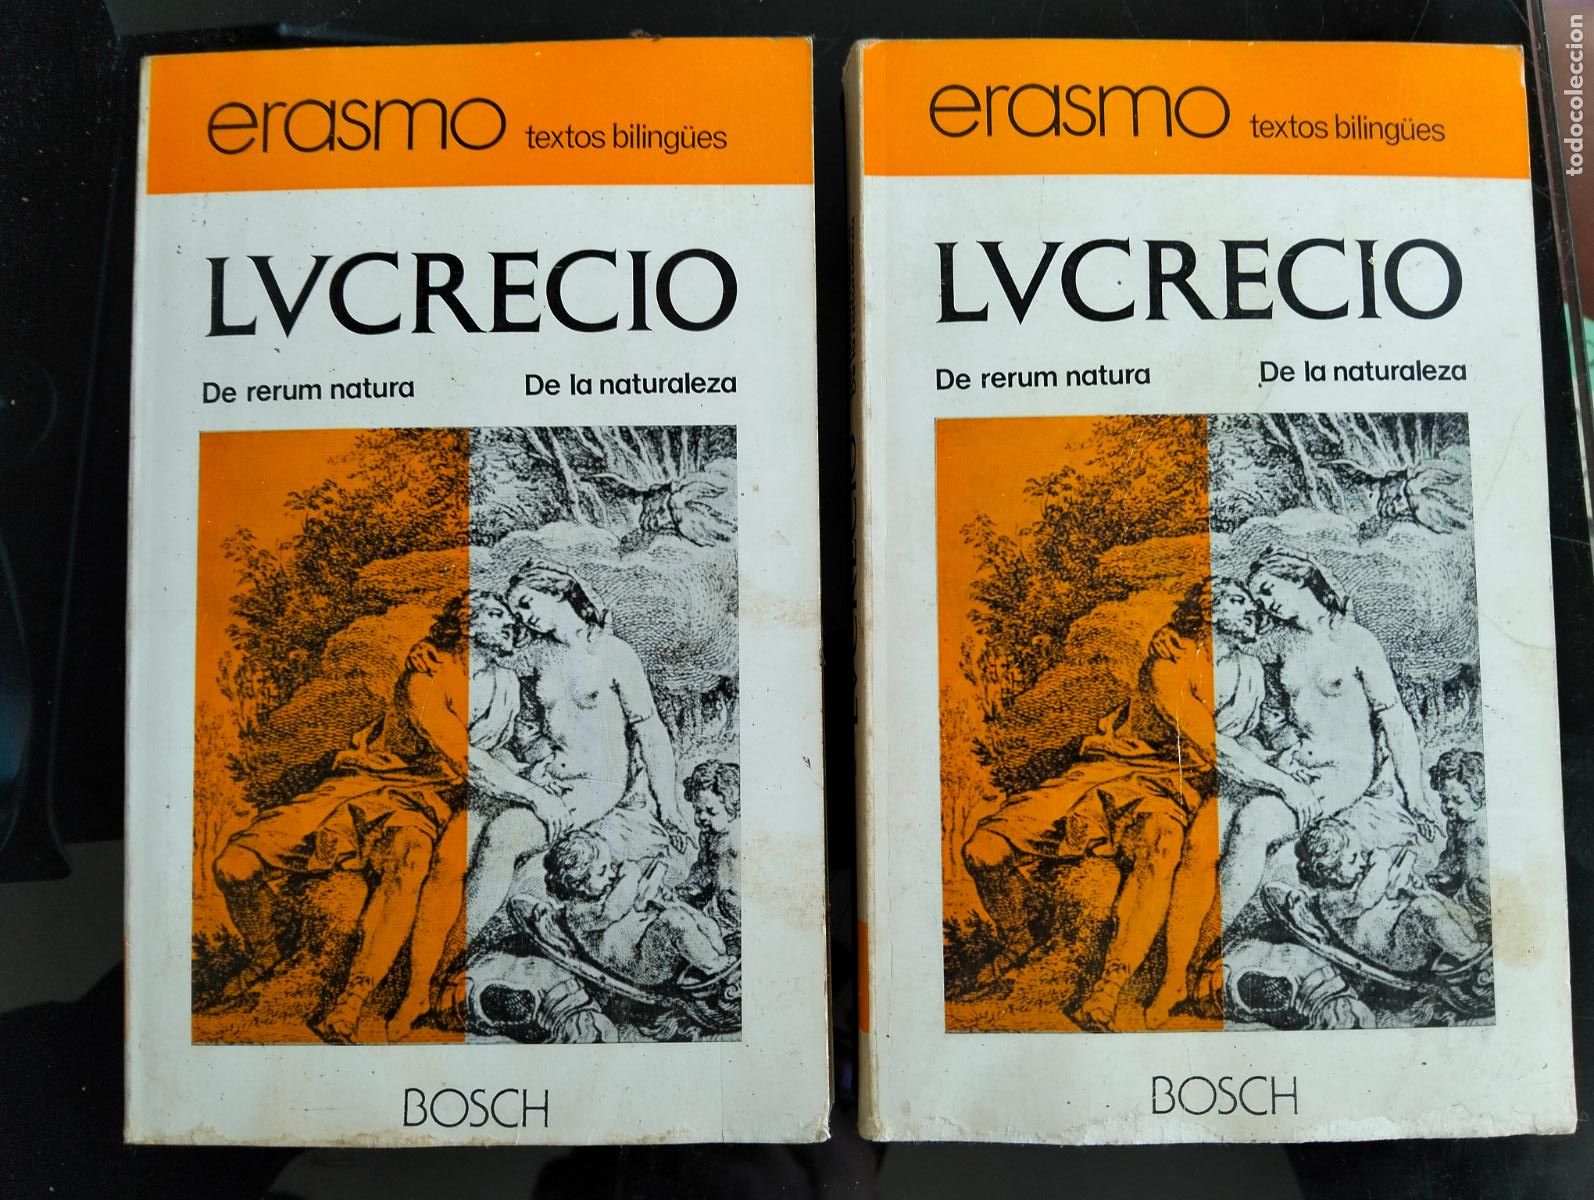 erasmo textos bilingües
LVCRECIO
De rerum natura De la naturaleza
BOSCH
erasmo textos bilingües
LVCRECIO
De rerum natura De la naturaleza
BOSCH
todocoleccion